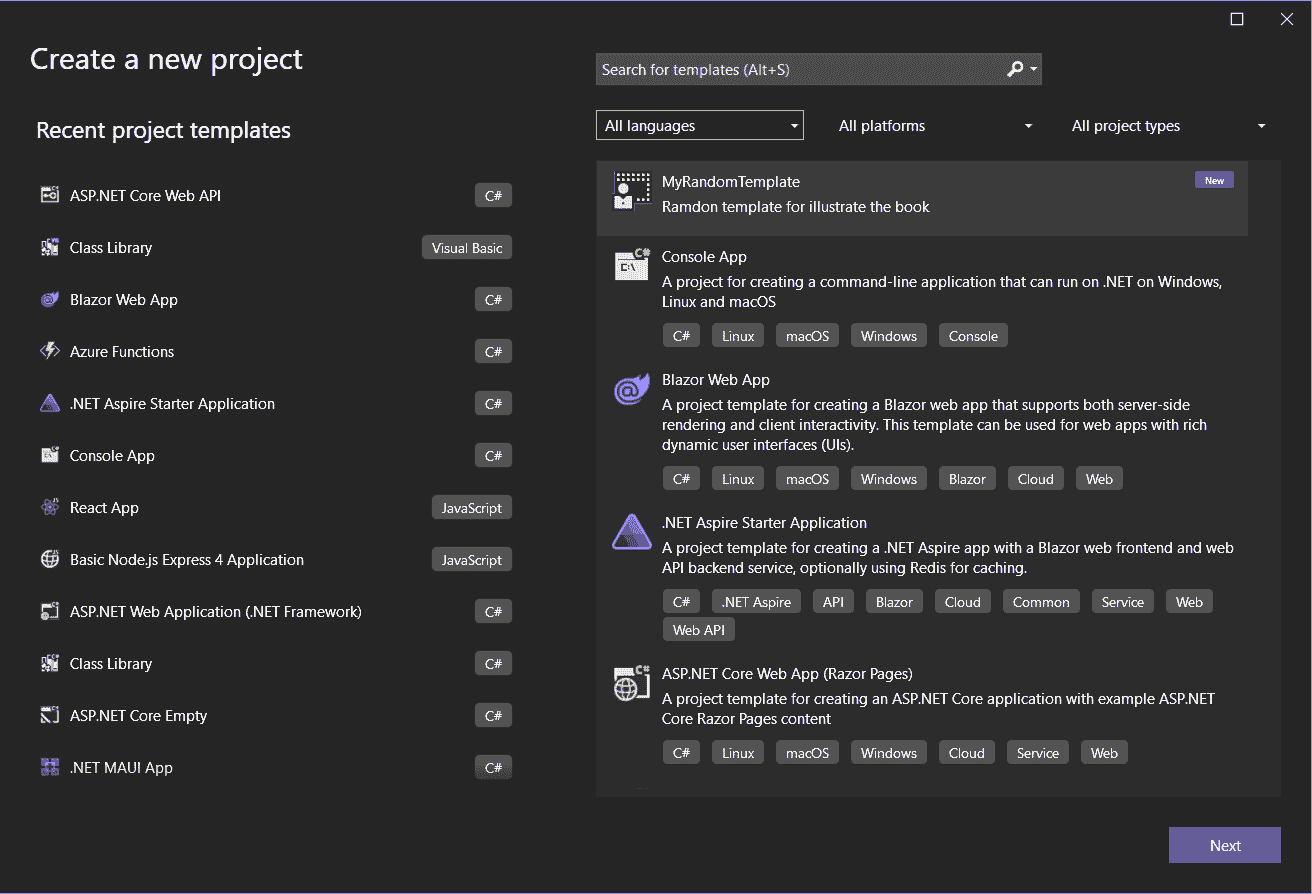 Create a new project
Recent project templates
ASP.NET Core Web API C#
Class Library Visual Basic
Blazor Web App C#
Azure Functions C#
.NET Aspire Starter Application C#
Console App C#
React App JavaScript
Basic Node.js Express 4 Application JavaScript
ASP.NET Web Application (.NET Framework) C#
Class Library C#
ASP.NET Core Empty C#
.NET MAUI App C#
Search for templates (Alt+S)
All languages All platforms All project types
MyRandomTemplate New
Ramdon template for illustrate the book
Console App
A project for creating a command-line application that can run on .NET on Windows,
Linux and macOS
C# Linux macOS Windows Console
Blazor Web App
A project template for creating a Blazor web app that supports both server-side
rendering and client interactivity. This template can be used for web apps with rich
dynamic user interfaces (UIs).
C# Linux macOS Windows Blazor Cloud Web
.NET Aspire Starter Application
A project template for creating a .NET Aspire app with a Blazor web frontend and web
API backend service, optionally using Redis for caching.
C# .NET Aspire API Blazor Cloud Common Service Web
Web API
ASP.NET Core Web App (Razor Pages)
A project template for creating an ASP.NET Core application with example ASP.NET
Core Razor Pages content
C# Linux macOS Windows Cloud Service Web
Next